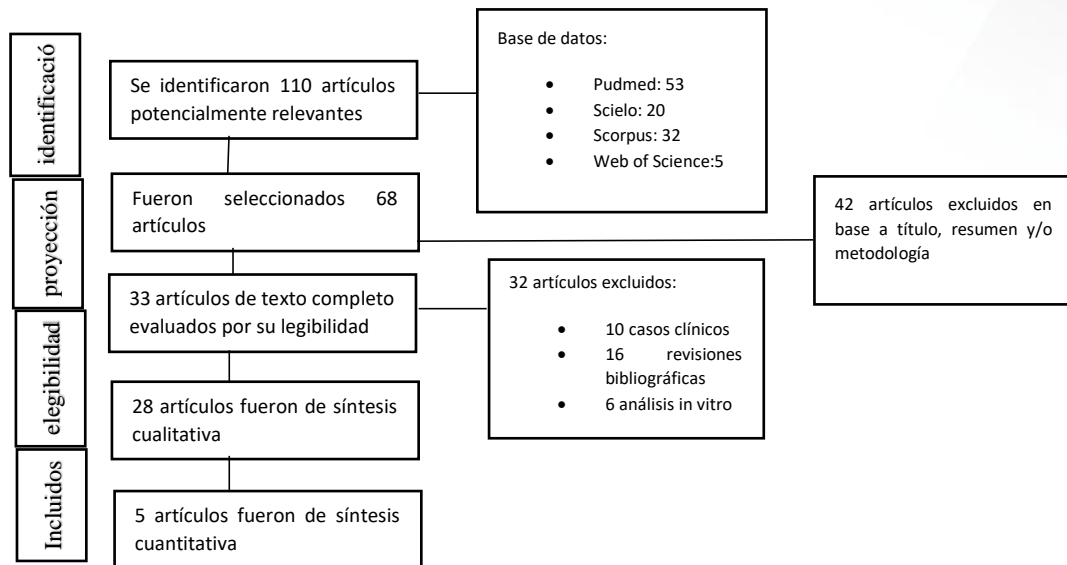 identificació
Se identificaron 110 artículos
potencialmente relevantes
Base de datos:
• Pudmed: 53
• Scielo: 20
• Scorpus: 32
• Web of Science:5
proyección
Fueron seleccionados 68
artículos
42 artículos excluidos en
base a título, resumen y/o
metodología
33 artículos de texto completo
evaluados por su legibilidad
32 artículos excluidos:
• 10 casos clínicos
• 16 revisiones
bibliográficas
• 6 análisis in vitro
elegibilidad
28 artículos fueron de síntesis
cualitativa
Incluidos
5 artículos fueron de síntesis
cuantitativa